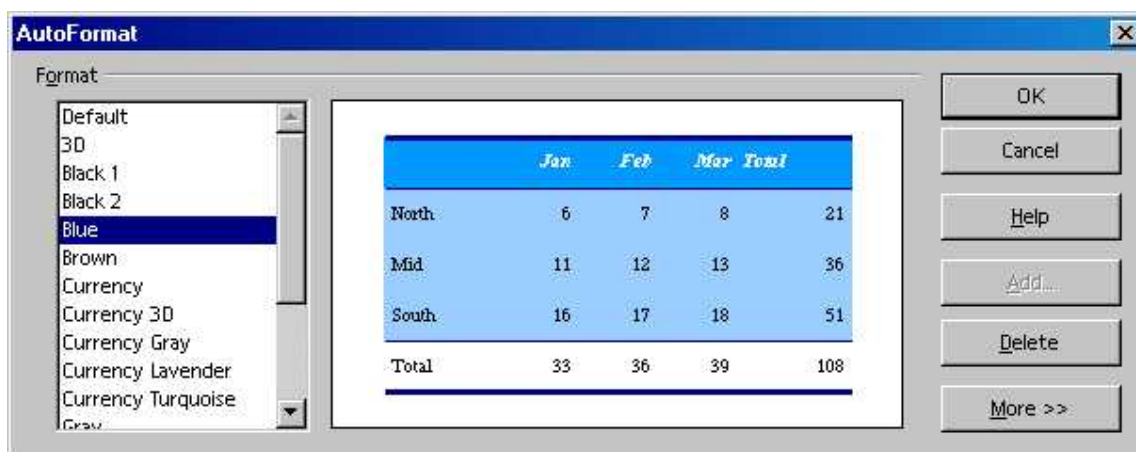 AutoFormat
Format
Default
3D
Black 1
Black 2
Blue
Brown
Currency
Currency 3D
Currency Gray
Currency Lavender
Currency Turquoise
Gray
Jan Feb Mar Total
North 6 7 8 21
Mid 11 12 13 36
South 16 17 18 51
Total 33 36 39 108
OK
Cancel
Help
Add...
Delete
More >>